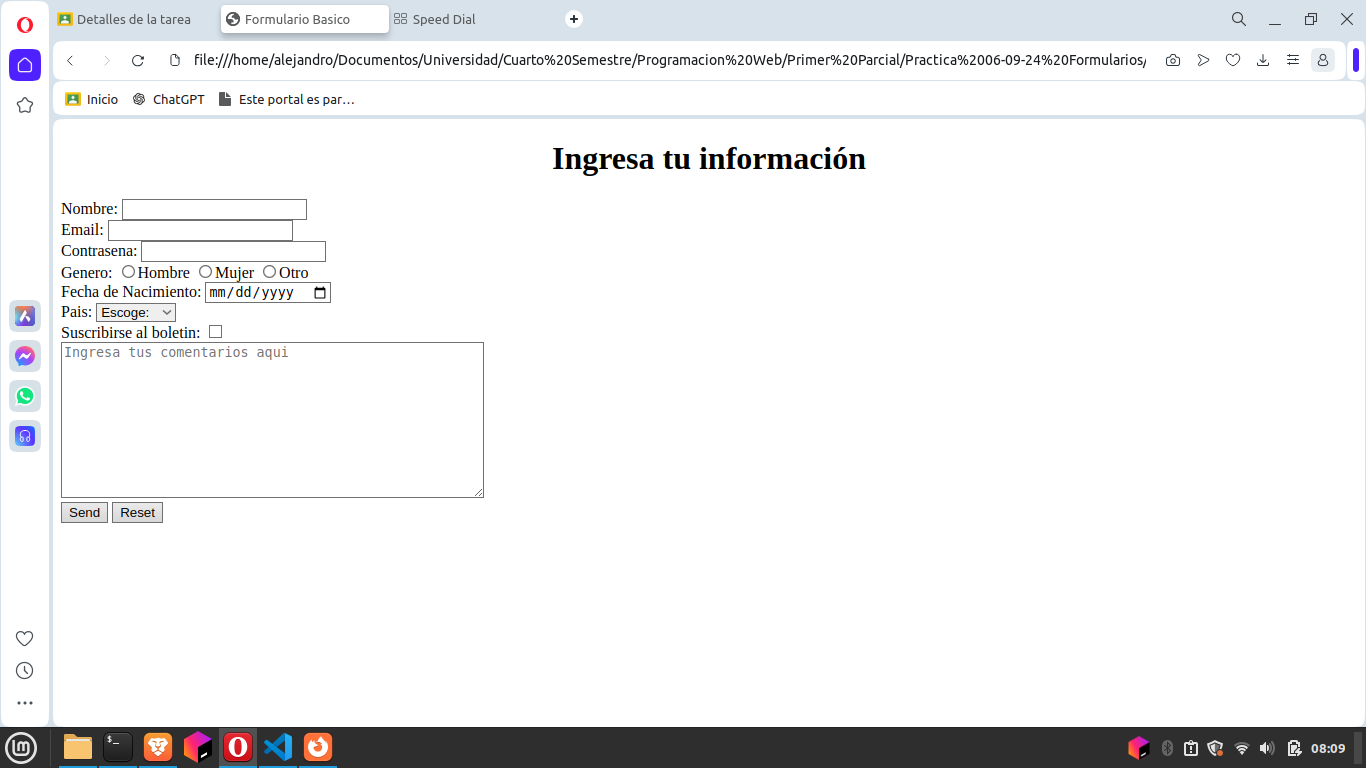 Detalles de la tarea
Formulario Basico
Speed Dial
file:///home/alejandro/Documentos/Universidad/Cuarto%20Semestre/Programacion%20Web/Primer%20Parcial/Practica%2006-09-24%20Formularios/
Inicio
ChatGPT
Este portal es par…
Ingresa tu información
Nombre:
Email:
Contrasena:
Genero: Hombre Mujer Otro
Fecha de Nacimiento: mm/dd/yyyy
Pais: Escoge:
Suscribirse al boletin:
Ingresa tus comentarios aqui
Send Reset
08:09